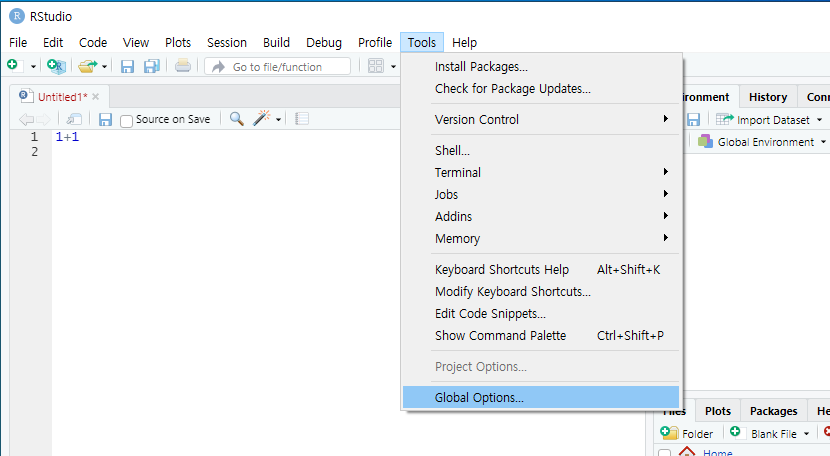 RStudio
File Edit Code View Plots Session Build Debug Profile Tools Help
Go to file/function
Install Packages...
Check for Package Updates...
Version Control
Shell...
Terminal
Jobs
Addins
Memory
Keyboard Shortcuts Help Alt+Shift+K
Modify Keyboard Shortcuts...
Edit Code Snippets...
Show Command Palette Ctrl+Shift+P
Project Options...
Global Options...
Untitled1*
Source on Save
1 1+1
2
ironment History Conn
Import Dataset
R Global Environment
Files Plots Packages He
Folder Blank File
Home